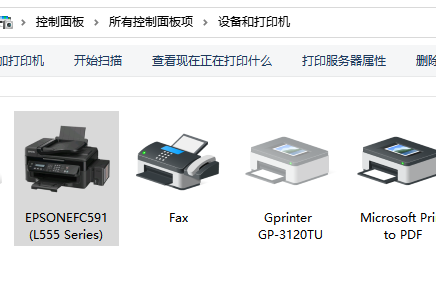 控制面板 > 所有控制面板项 > 设备和打印机
加打印机 开始扫描 查看现在正在打印什么 打印服务器属性 删除
EPSONEFC591
(L555 Series)
Fax
Gprinter
GP-3120TU
Microsoft Pri
to PDF